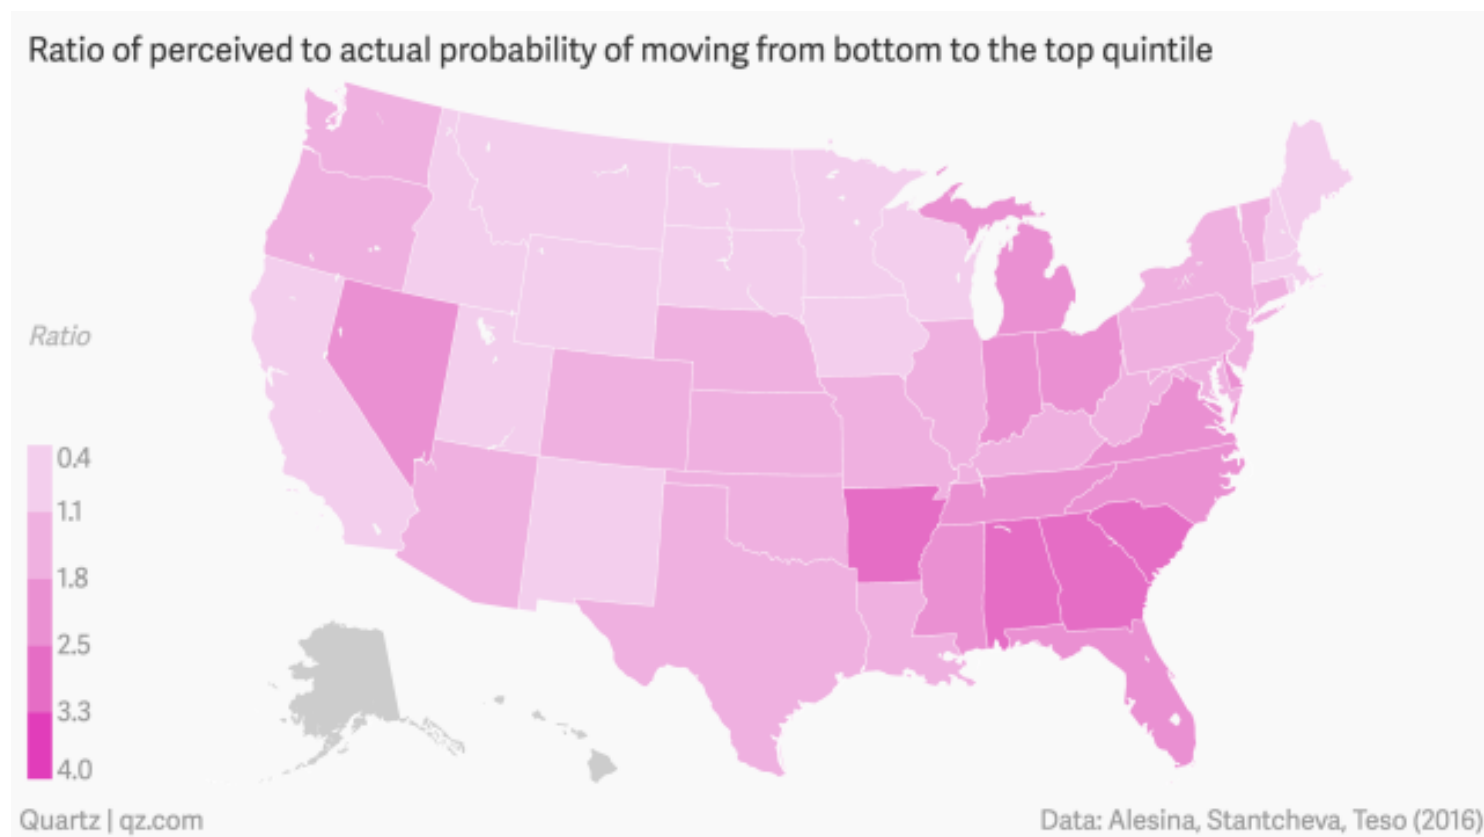 Ratio of perceived to actual probability of moving from bottom to the top quintile
Ratio
0.4
1.1
1.8
2.5
3.3
4.0
Quartz | qz.com
Data: Alesina, Stantcheva, Teso (2016)